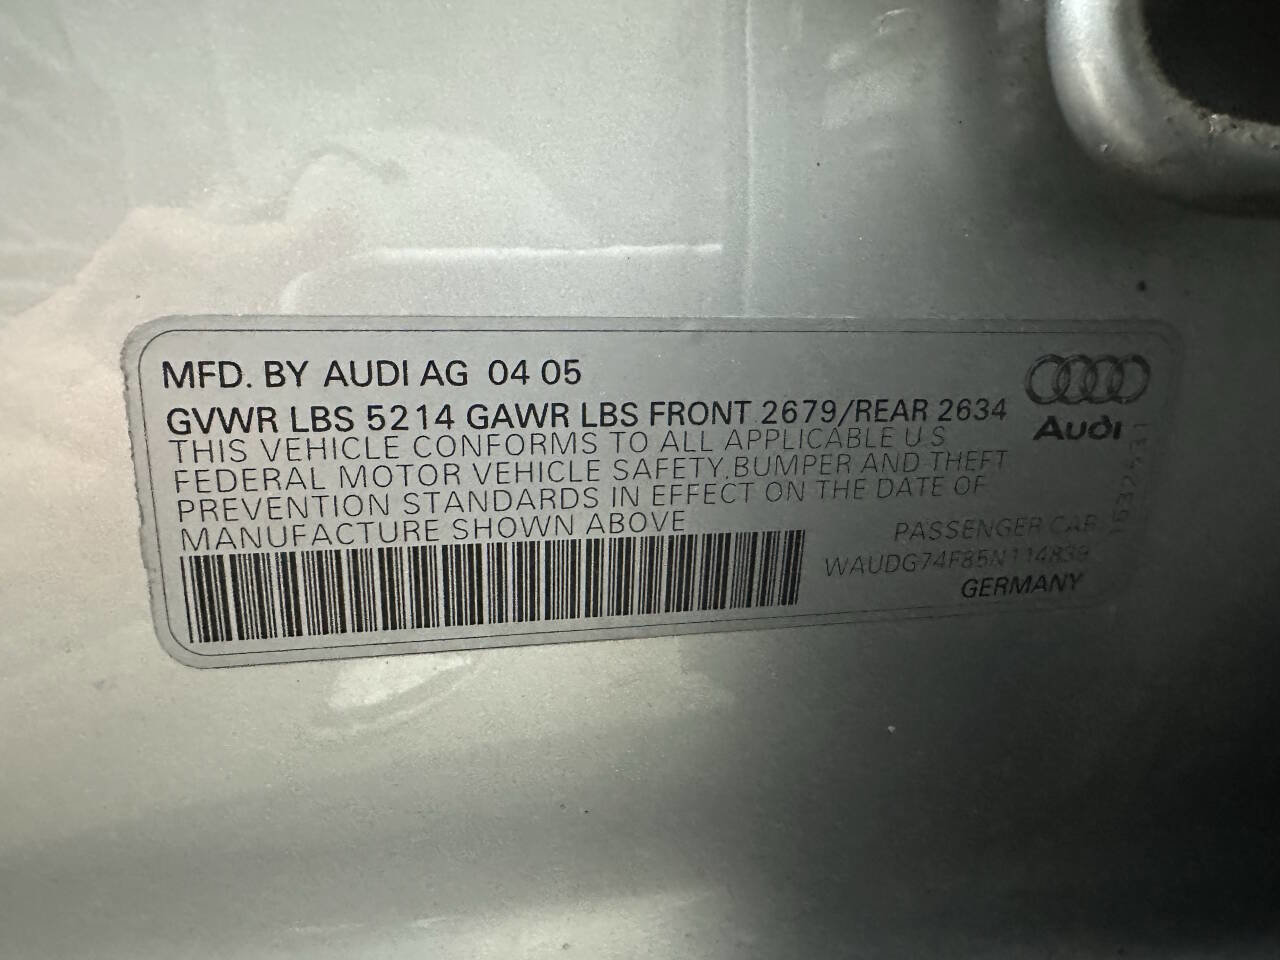 MFD. BY AUDI AG 04 05
GVWR LBS 5214 GAWR LBS FRONT 2679/REAR 2634
THIS VEHICLE CONFORMS TO ALL APPLICABLE U S
FEDERAL MOTOR VEHICLE SAFETY, BUMPER AND THEFT
PREVENTION STANDARDS IN EFFECT ON THE DATE OF
MANUFACTURE SHOWN ABOVE
Audi
PASSENGER CAR
WAUDG74F85N114839
GERMANY